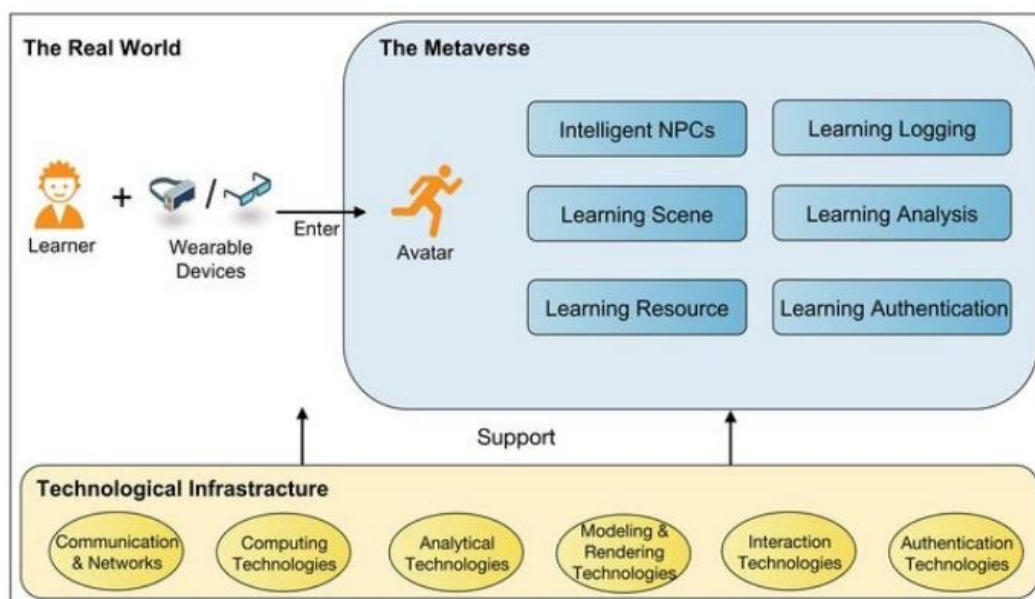 The Real World
The Metaverse
Intelligent NPCs
Learning Logging
Learning Scene
Learning Analysis
Learning Resource
Learning Authentication
+
/
Learner
Wearable
Devices
Enter
Avatar
Support
Technological Infrastracture
Communication
& Networks
Computing
Technologies
Analytical
Technologies
Modeling &
Rendering
Technologies
Interaction
Technologies
Authentication
Technologies